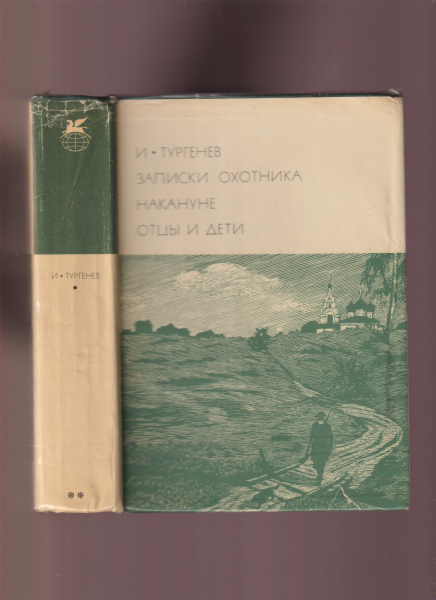 И • ТУРГЕНЕВ
ЗАПИСКИ ОХОТНИКА
НАКАНУНЕ
ОТЦЫ И ДЕТИ
И • ТУРГЕНЕВ